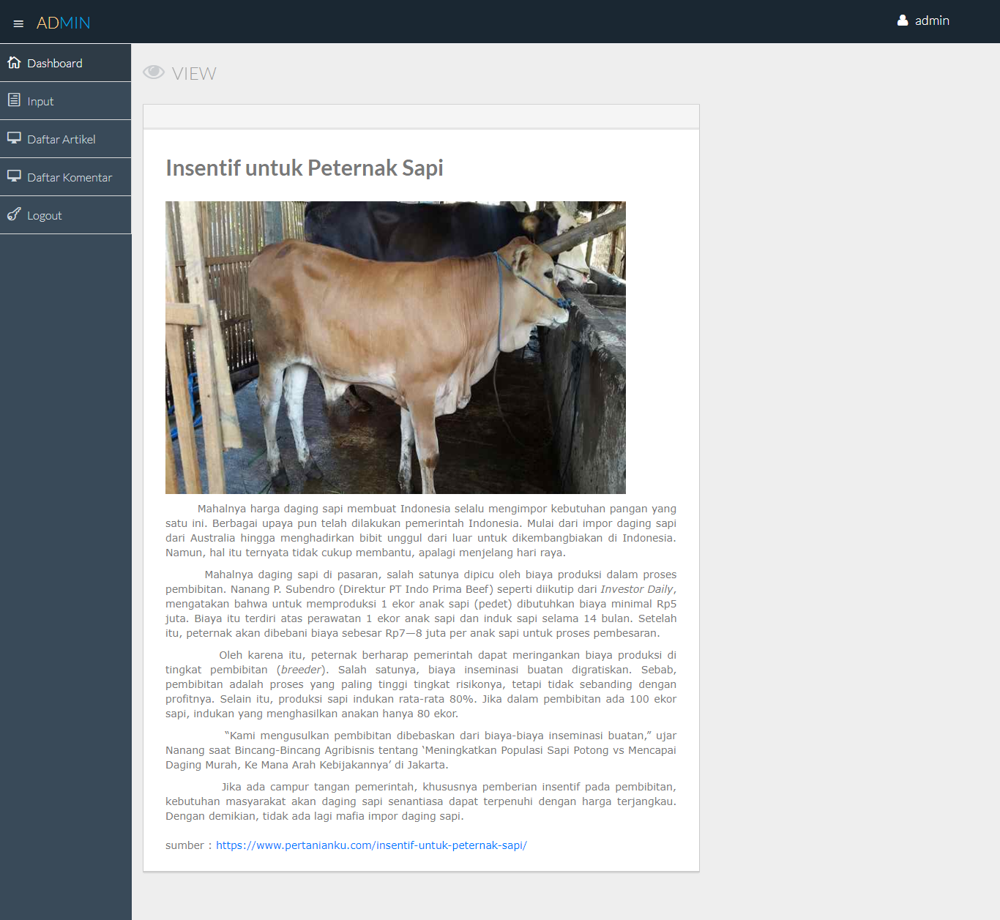 ADMIN
admin
Dashboard
Input
Daftar Artikel
Daftar Komentar
Logout
VIEW
Insentif untuk Peternak Sapi
Mahalnya harga daging sapi membuat Indonesia selalu mengimpor kebutuhan pangan yang
satu ini. Berbagai upaya pun telah dilakukan pemerintah Indonesia. Mulai dari impor daging sapi
dari Australia hingga menghadirkan bibit unggul dari luar untuk dikembangbiakan di Indonesia.
Namun, hal itu ternyata tidak cukup membantu, apalagi menjelang hari raya.
Mahalnya daging sapi di pasaran, salah satunya dipicu oleh biaya produksi dalam proses
pembibitan. Nanang P. Subendro (Direktur PT Indo Prima Beef) seperti diikutip dari Investor Daily,
mengatakan bahwa untuk memproduksi 1 ekor anak sapi (pedet) dibutuhkan biaya minimal Rp5
juta. Biaya itu terdiri atas perawatan 1 ekor anak sapi dan induk sapi selama 14 bulan. Setelah
itu, peternak akan dibebani biaya sebesar Rp7—8 juta per anak sapi untuk proses pembesaran.
Oleh karena itu, peternak berharap pemerintah dapat meringankan biaya produksi di
tingkat pembibitan (breeder). Salah satunya, biaya inseminasi buatan digratiskan. Sebab,
pembibitan adalah proses yang paling tinggi tingkat risikonya, tetapi tidak sebanding dengan
profitnya. Selain itu, produksi sapi indukan rata-rata 80%. Jika dalam pembibitan ada 100 ekor
sapi, indukan yang menghasilkan anakan hanya 80 ekor.
“Kami mengusulkan pembibitan dibebaskan dari biaya-biaya inseminasi buatan,” ujar
Nanang saat Bincang-Bincang Agribisnis tentang ‘Meningkatkan Populasi Sapi Potong vs Mencapai
Daging Murah, Ke Mana Arah Kebijakannya’ di Jakarta.
Jika ada campur tangan pemerintah, khususnya pemberian insentif pada pembibitan,
kebutuhan masyarakat akan daging sapi senantiasa dapat terpenuhi dengan harga terjangkau.
Dengan demikian, tidak ada lagi mafia impor daging sapi.
sumber : https://www.pertanianku.com/insentif-untuk-peternak-sapi/